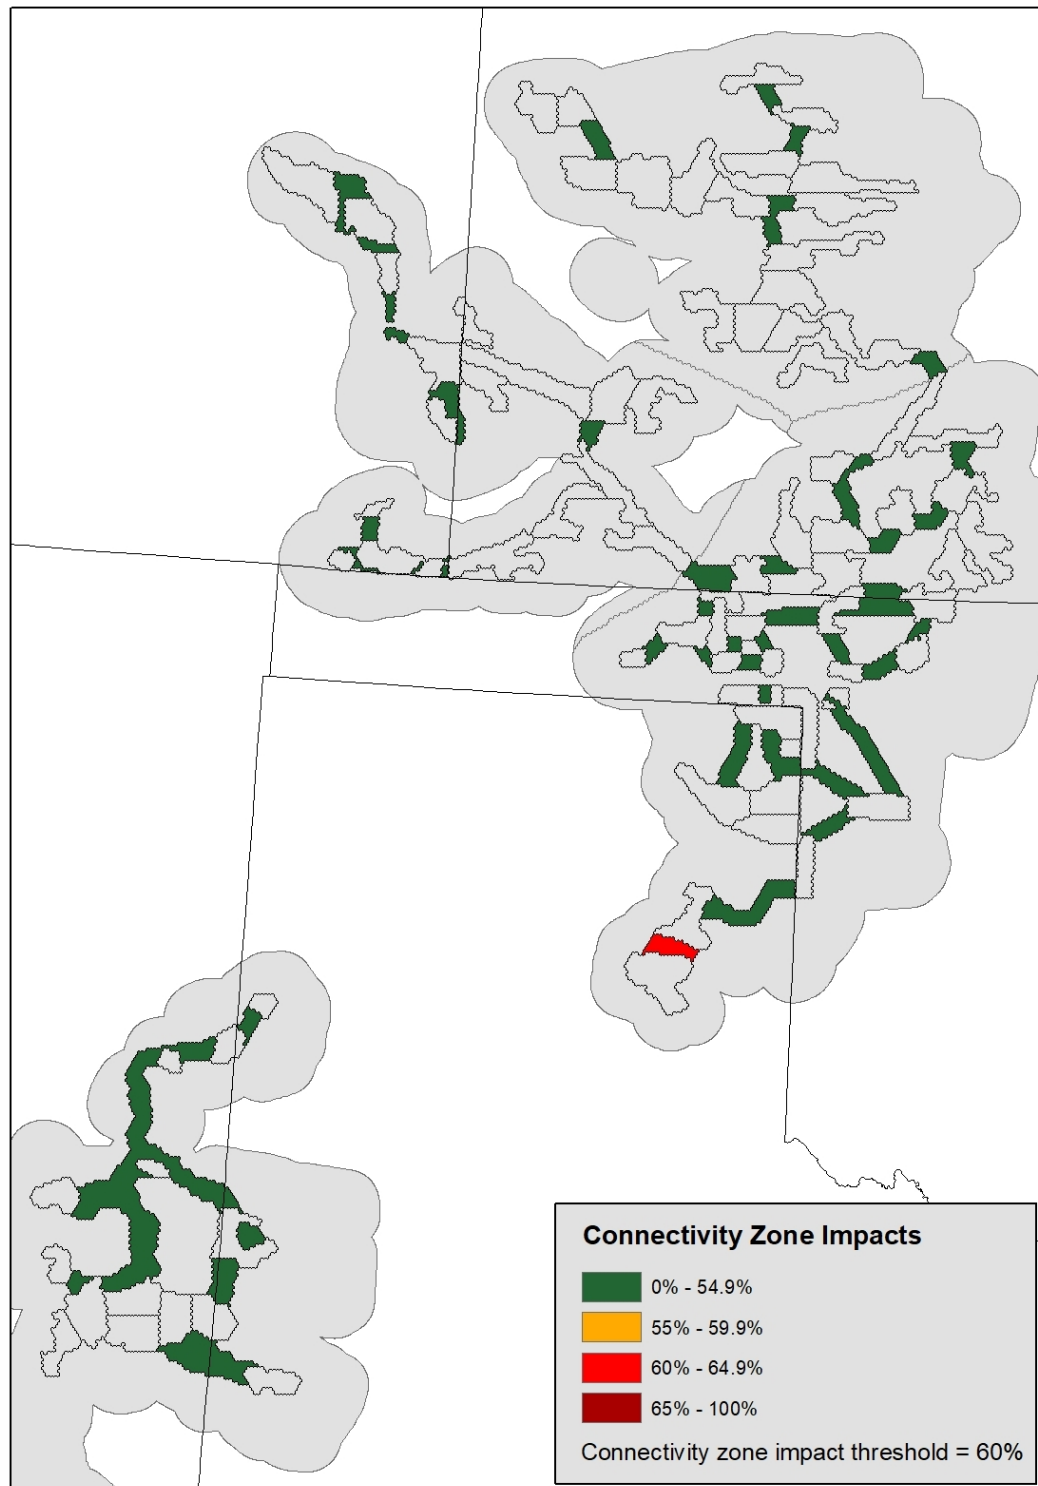 Connectivity Zone Impacts
0% - 54.9%
55% - 59.9%
60% - 64.9%
65% - 100%
Connectivity zone impact threshold = 60%